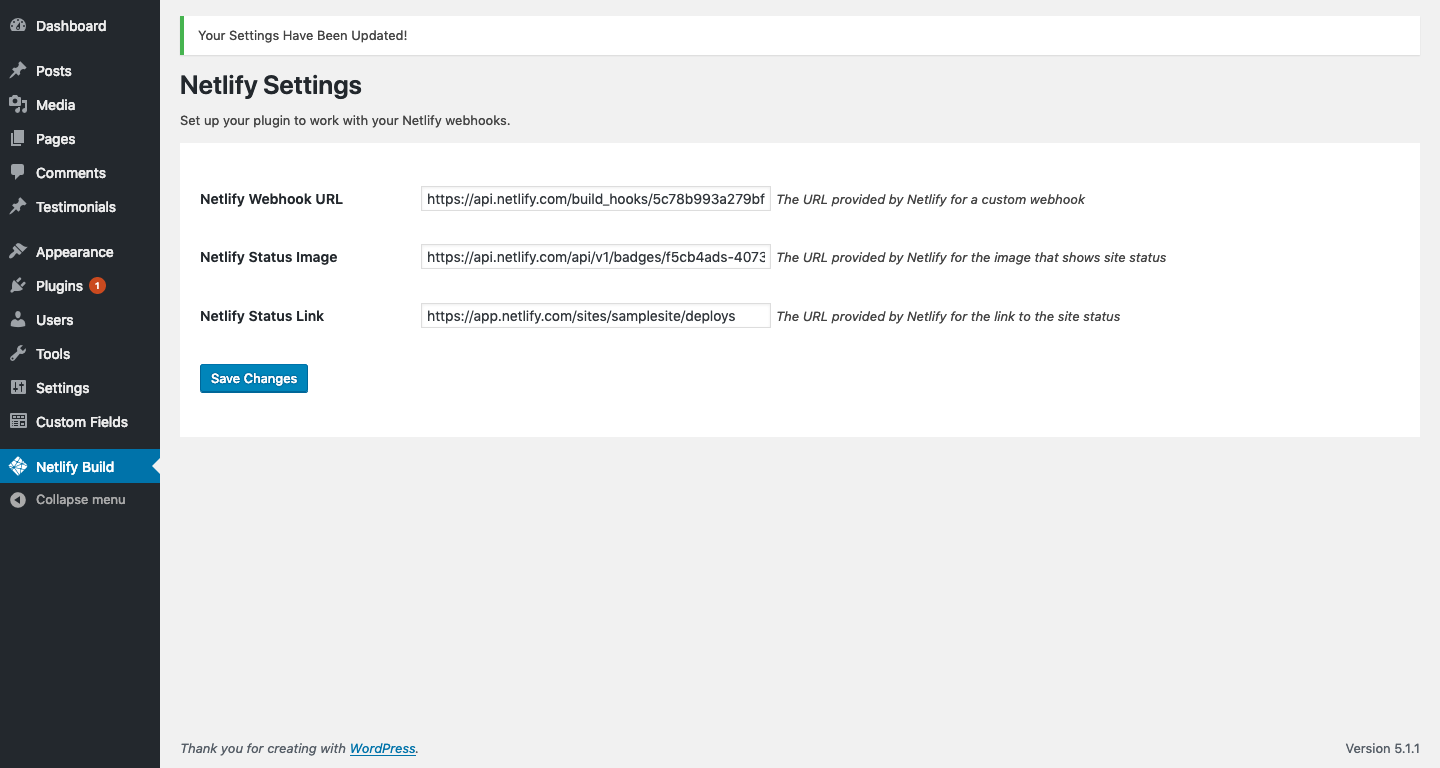 Dashboard
Posts
Media
Pages
Comments
Testimonials
Appearance
Plugins 1
Users
Tools
Settings
Custom Fields
Netlify Build
Collapse menu
Your Settings Have Been Updated!
Netlify Settings
Set up your plugin to work with your Netlify webhooks.
Netlify Webhook URL https://api.netlify.com/build_hooks/5c78b993a279bf The URL provided by Netlify for a custom webhook
Netlify Status Image https://api.netlify.com/api/v1/badges/f5cb4ads-4073 The URL provided by Netlify for the image that shows site status
Netlify Status Link https://app.netlify.com/sites/samplesite/deploys The URL provided by Netlify for the link to the site status
Save Changes
Thank you for creating with WordPress. Version 5.1.1